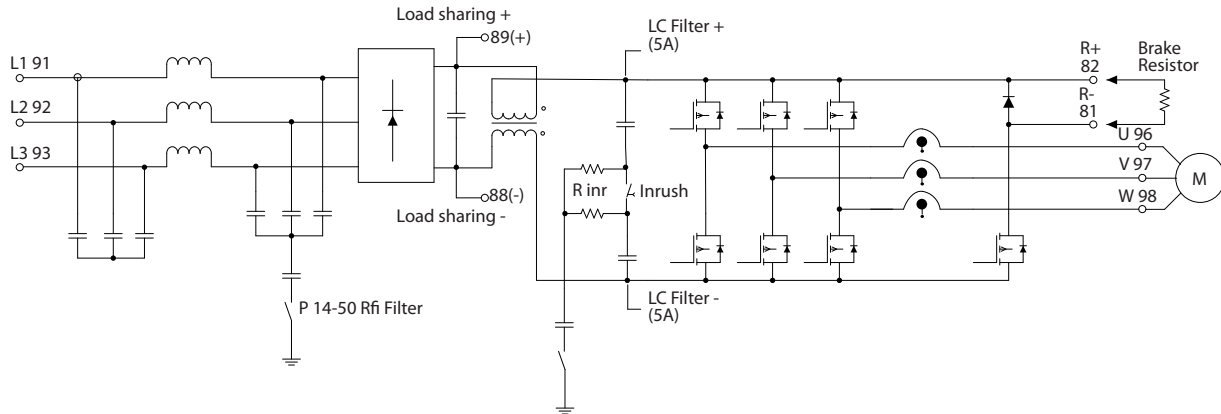 Load sharing +
89(+)
LC Filter +
(5A)
R+
82
Brake
Resistor
L1 91
L2 92
R-
81
U 96
L3 93
R inr
Inrush
V 97
M
88(-)
W 98
Load sharing -
P 14-50 Rfi Filter
LC Filter -
(5A)